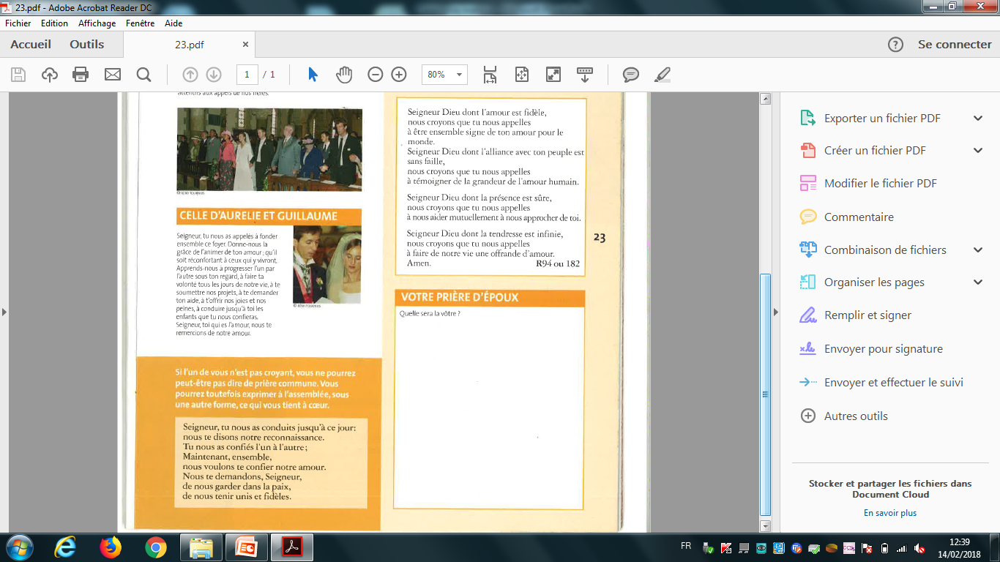 23.pdf - Adobe Acrobat Reader DC
Fichier Edition Affichage Fenêtre Aide
Accueil Outils 23.pdf × ? Se connecter
1 / 1 80%
attentifs aux appels de nos frères.
CELLE D'AURELIE ET GUILLAUME
Seigneur, tu nous as appelés à fonder
ensemble ce foyer. Donne-nous la
grâce de l'animer de ton amour ; qu'il
soit réconfortant à ceux qui y vivront.
Apprends-nous à progresser l'un par
l'autre sous ton regard, à faire ta
volonté tous les jours de notre vie, à te
soumettre nos projets, à te demander
ton aide, à t'offrir nos joies et nos
peines, à conduire jusqu'à toi les
enfants que tu nous confieras.
Seigneur, toi qui es l'amour, nous te
remercions de notre amour.
Si l'un de vous n'est pas croyant, vous ne pourrez
peut-être pas dire de prière commune. Vous
pourrez toutefois exprimer à l'assemblée, sous
une autre forme, ce qui vous tient à cœur.
Seigneur, tu nous as conduits jusqu'à ce jour:
nous te disons notre reconnaissance.
Tu nous as confiés l'un à l'autre ;
Maintenant, ensemble,
nous voulons te confier notre amour.
Nous te demandons, Seigneur,
de nous garder dans la paix,
de nous tenir unis et fidèles.
Seigneur Dieu dont l'amour est fidèle,
nous croyons que tu nous appelles
à être ensemble signe de ton amour pour le
monde.
Seigneur Dieu dont l'alliance avec ton peuple est
sans faille,
nous croyons que tu nous appelles
à témoigner de la grandeur de l'amour humain.
Seigneur Dieu dont la présence est sûre,
nous croyons que tu nous appelles
à nous aider mutuellement à nous approcher de toi.
Seigneur Dieu dont la tendresse est infinie,
nous croyons que tu nous appelles
à faire de notre vie une offrande d'amour.
Amen. R94 ou 182
23
VOTRE PRIÈRE D'ÉPOUX
Quelle sera la vôtre ?
Exporter un fichier PDF
Créer un fichier PDF
Modifier le fichier PDF
Commentaire
Combinaison de fichiers
Organiser les pages
Remplir et signer
Envoyer pour signature
Envoyer et effectuer le suivi
Autres outils
Stocker et partager les fichiers dans
Document Cloud
En savoir plus
FR
12:39
14/02/2018